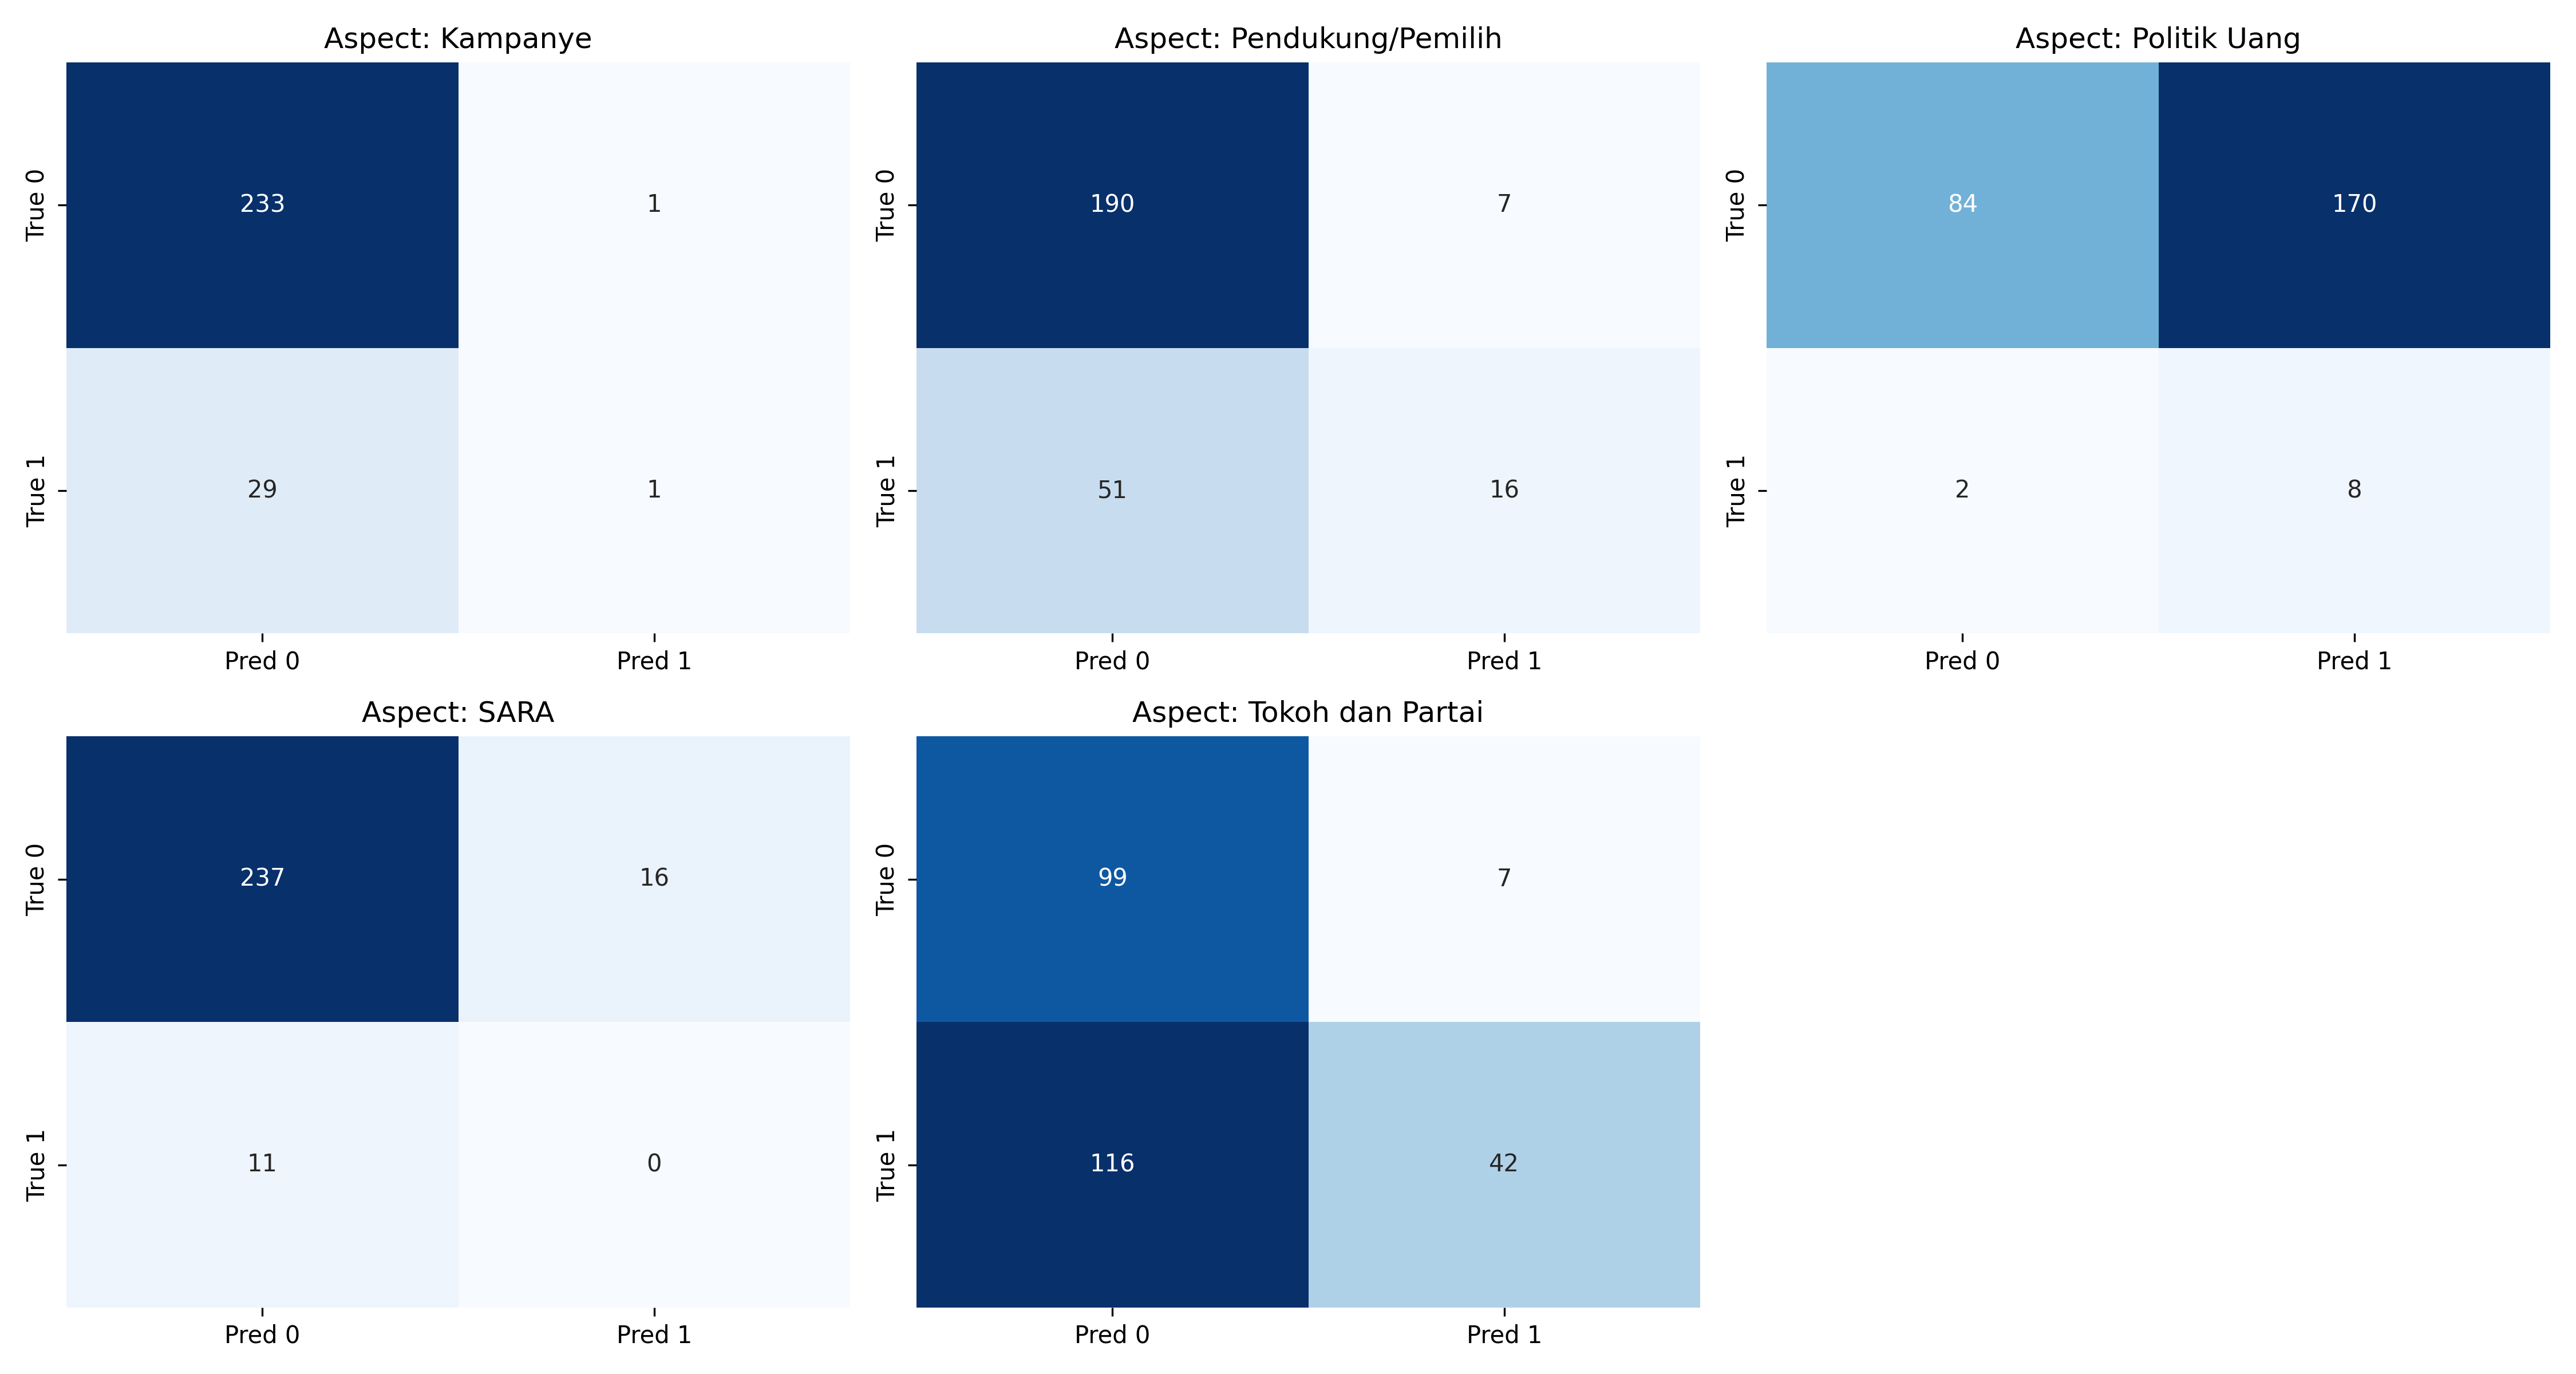 Aspect: Kampanye
True 0
233
1
True 1
29
1
Pred 0
Pred 1
Aspect: Pendukung/Pemilih
True 0
190
7
True 1
51
16
Pred 0
Pred 1
Aspect: Politik Uang
True 0
84
170
True 1
2
8
Pred 0
Pred 1
Aspect: SARA
True 0
237
16
True 1
11
0
Pred 0
Pred 1
Aspect: Tokoh dan Partai
True 0
99
7
True 1
116
42
Pred 0
Pred 1